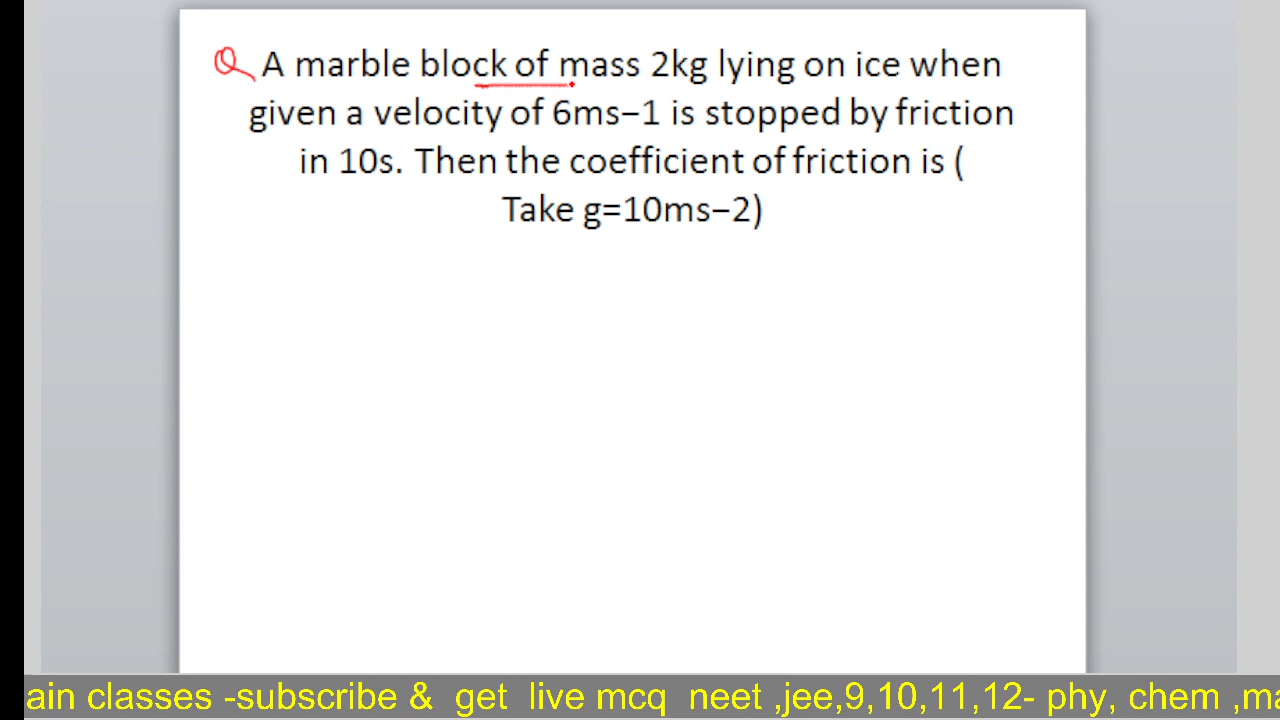 Q A marble block of mass 2kg lying on ice when
given a velocity of 6ms−1 is stopped by friction
in 10s. Then the coefficient of friction is (
Take g=10ms−2)
ain classes -subscribe & get live mcq neet ,jee,9,10,11,12- phy, chem ,ma